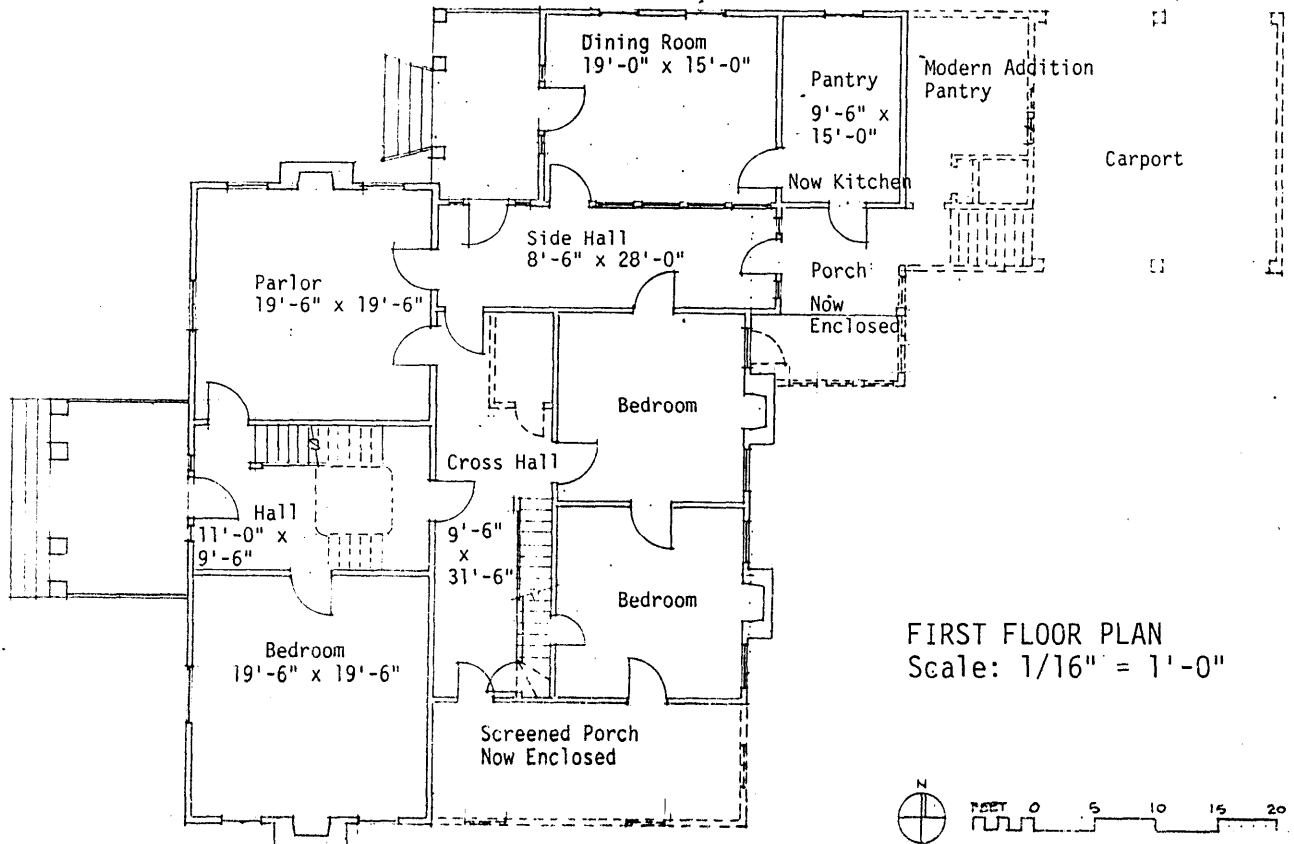 Dining Room
19'-0" x 15'-0"
Pantry
9'-6" x
15'-0"
Now Kitchen
Modern Addition
Pantry
Carport
Side Hall
8'-6" x 28'-0"
Porch
Now
Enclosed
Parlor
19'-6" x 19'-6"
Bedroom
Cross Hall
9'-6"
x
31'-6"
Hall
11'-0" x
9'-6"
Bedroom
Bedroom
19'-6" x 19'-6"
Screened Porch
Now Enclosed
FIRST FLOOR PLAN
Scale: 1/16" = 1'-0"
N
FEET 0 5 10 15 20